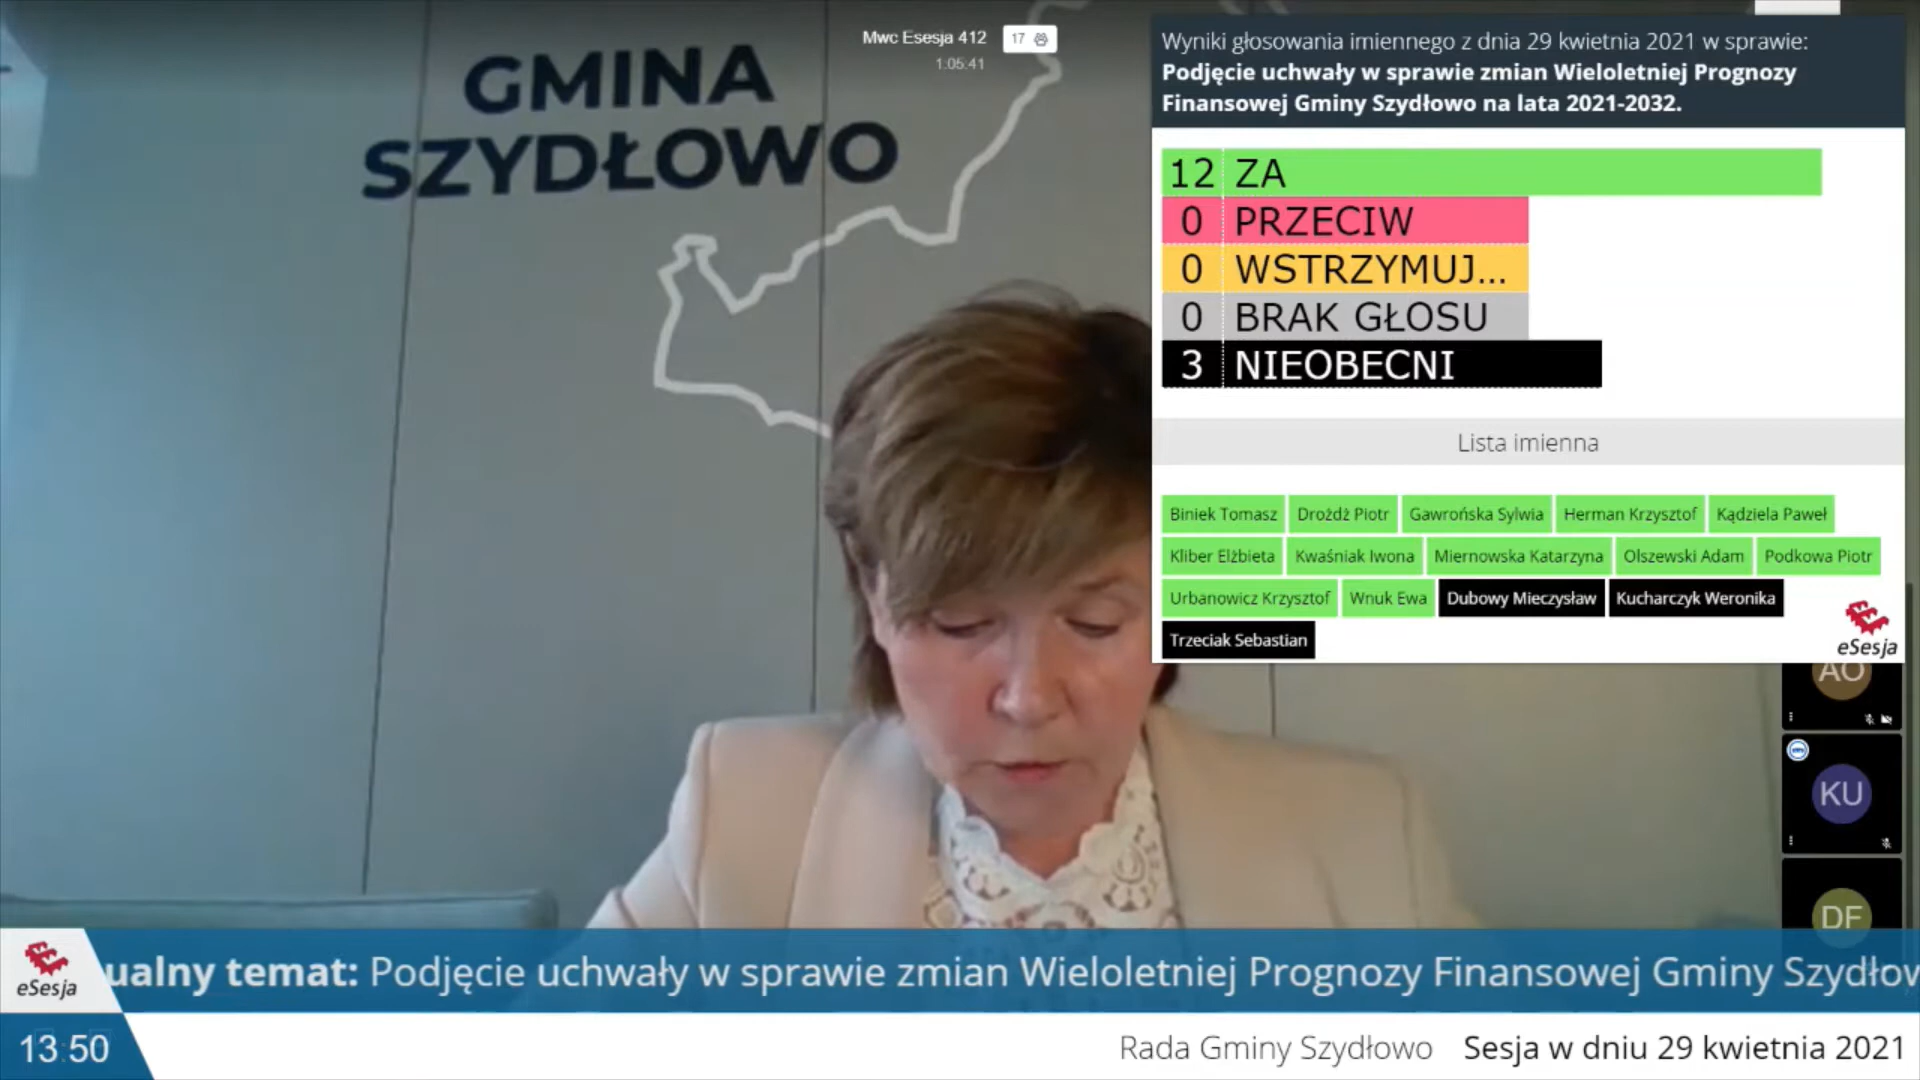 GMINA
SZYDŁOWO
Mwc Esesja 412
17
1:05:41
Wyniki głosowania imiennego z dnia 29 kwietnia 2021 w sprawie:
Podjęcie uchwały w sprawie zmian Wieloletniej Prognozy
Finansowej Gminy Szydłowo na lata 2021-2032.
12 ZA
0 PRZECIW
0 WSTRZYMUJ...
0 BRAK GŁOSU
3 NIEOBECNI
Lista imienna
Biniek Tomasz Drożdż Piotr Gawrońska Sylwia Herman Krzysztof Kądziela Paweł
Kliber Elżbieta Kwaśniak Iwona Miernowska Katarzyna Olszewski Adam Podkowa Piotr
Urbanowicz Krzysztof Wnuk Ewa Dubowy Mieczysław Kucharczyk Weronika
Trzeciak Sebastian
eSesja
AO
KU
DF
eSesja
ualny temat: Podjęcie uchwały w sprawie zmian Wieloletniej Prognozy Finansowej Gminy Szydłow
13:50
Rada Gminy Szydłowo Sesja w dniu 29 kwietnia 2021